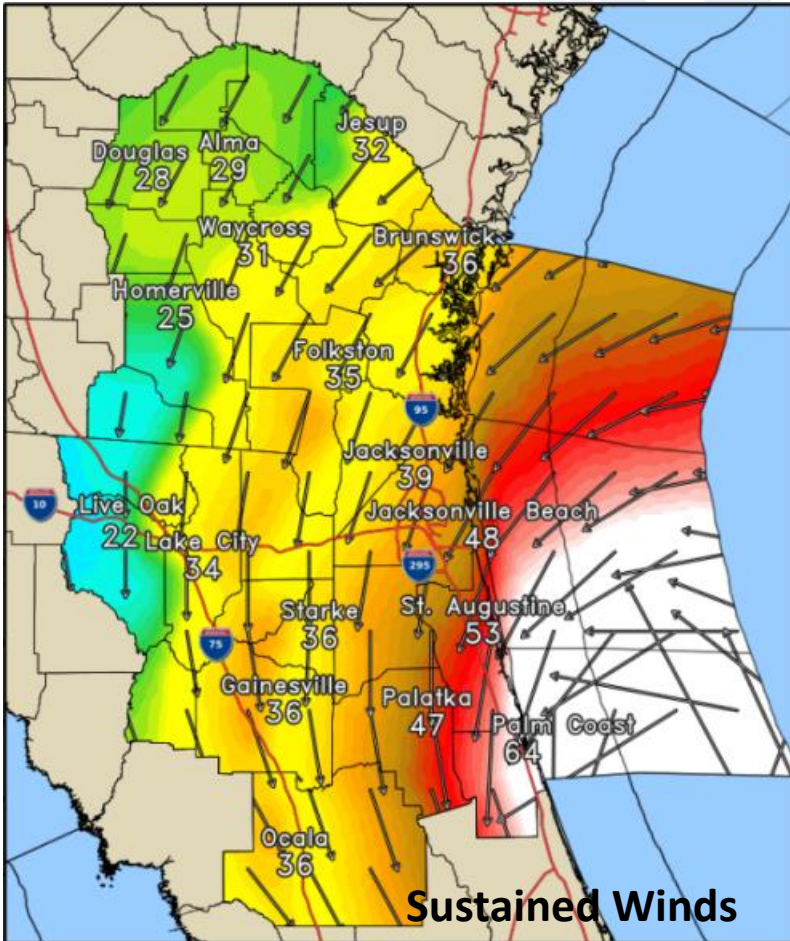 Jesup
32
Douglas
28
Alma
29
Waycross
31
Brunswick
36
Homerville
25
Folkston
35
95
Jacksonville
39
10
Live Oak
22
Jacksonville Beach
48
Lake City
34
295
Starke
36
St. Augustine
53
75
Gainesville
36
Palatka
47
Palm Coast
64
Ocala
36
Sustained Winds